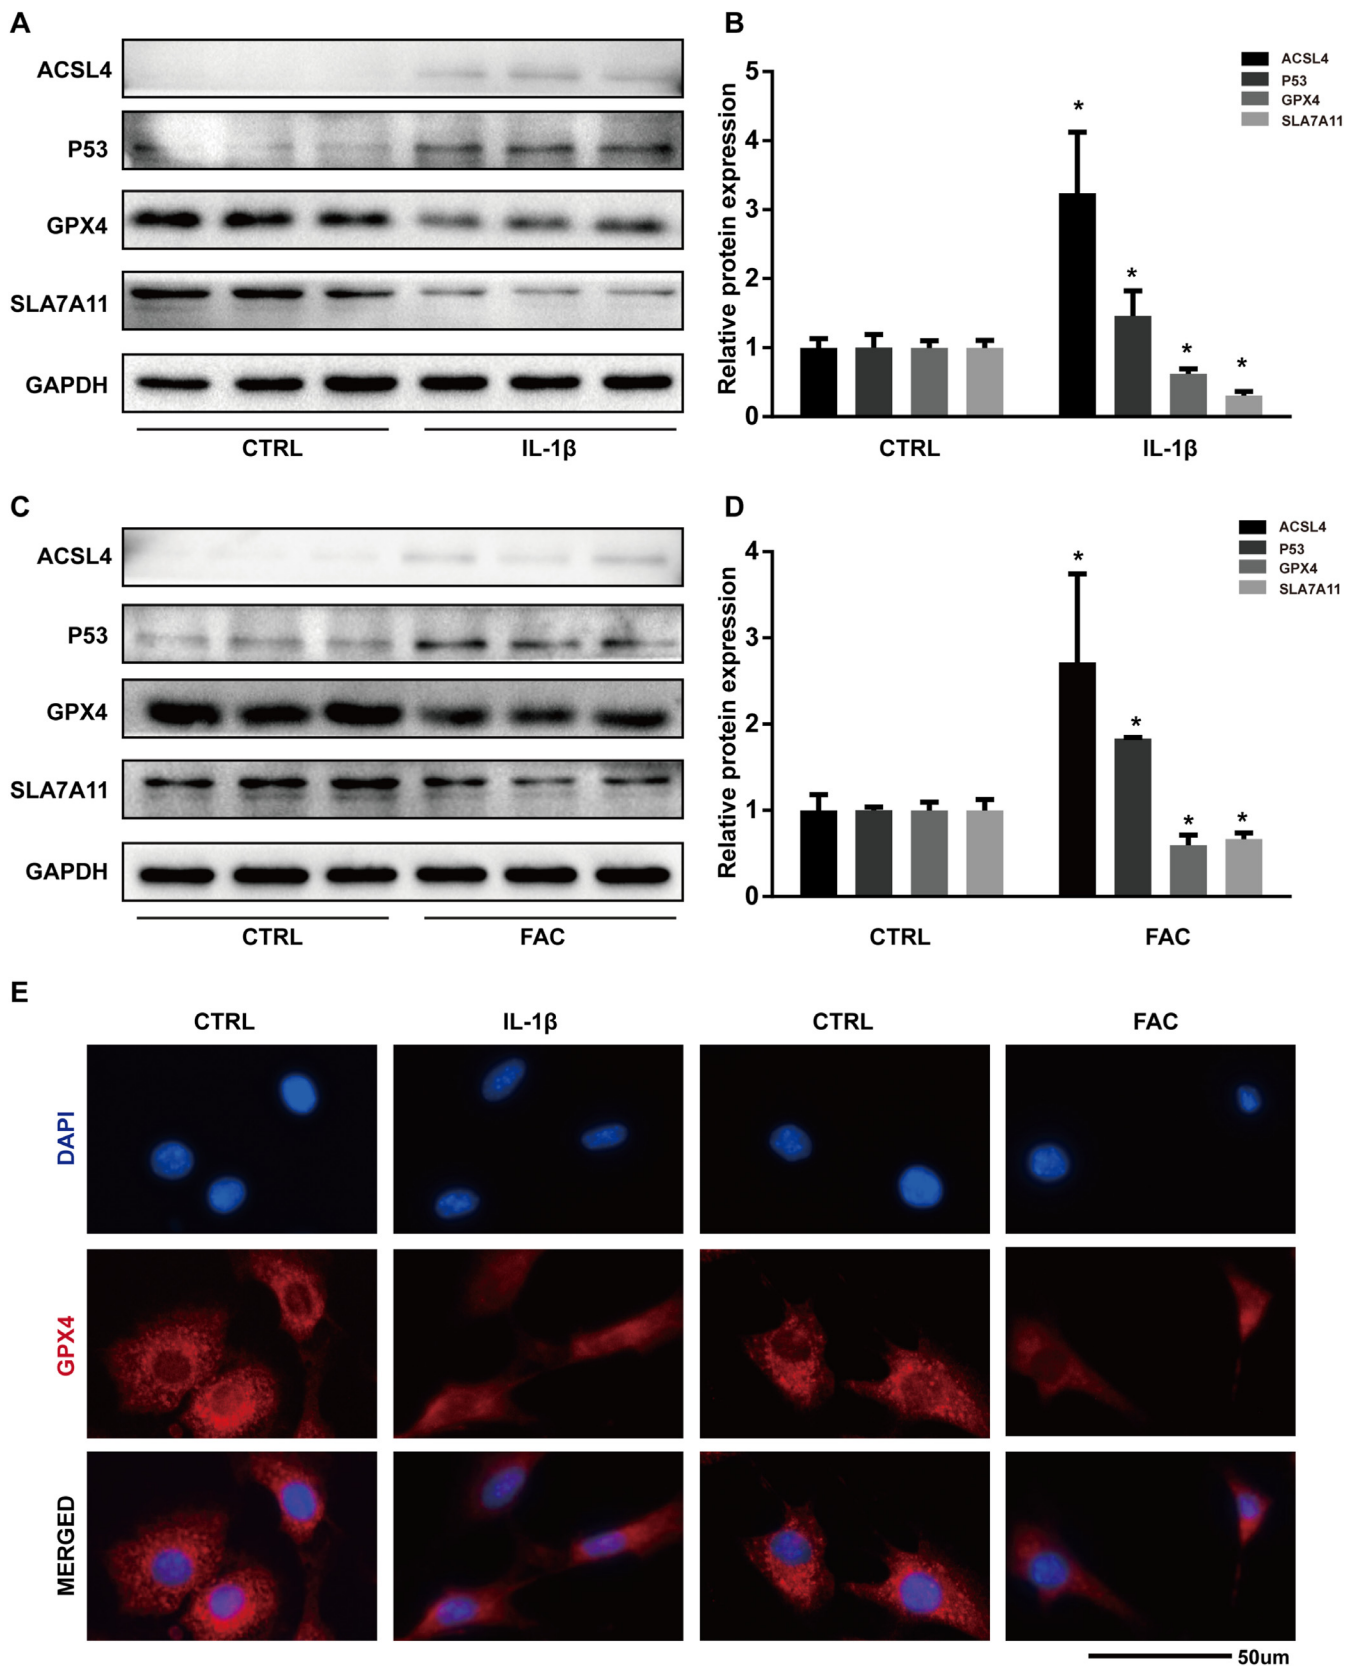 A
ACSL4
P53
GPX4
SLA7A11
GAPDH
CTRL IL-1β
B
Relative protein expression
5
4
3
2
1
0
* * * *
CTRL IL-1β
ACSL4
P53
GPX4
SLA7A11
C
ACSL4
P53
GPX4
SLA7A11
GAPDH
CTRL FAC
D
Relative protein expression
4
3
2
1
0
* * * *
CTRL FAC
ACSL4
P53
GPX4
SLA7A11
E
CTRL IL-1β CTRL FAC
DAPI
GPX4
MERGED
50um